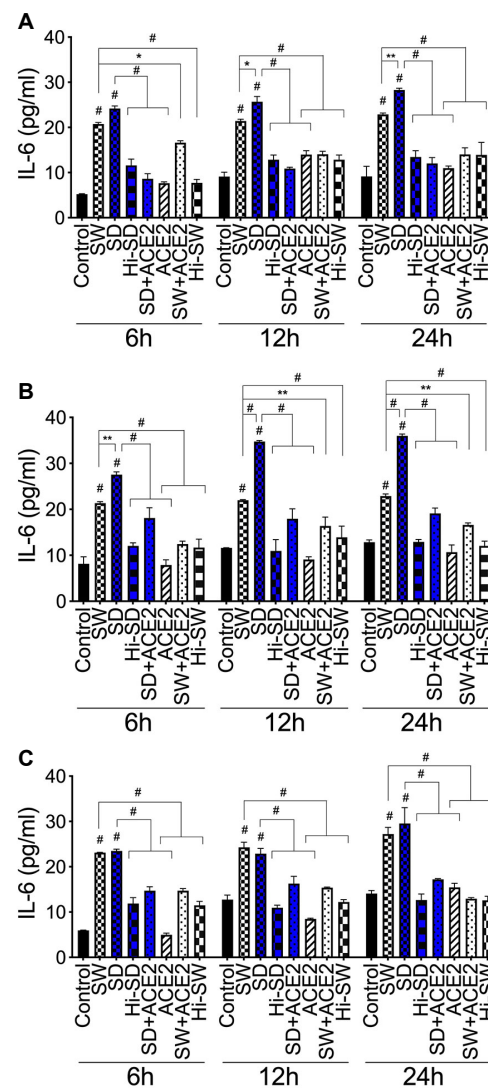 A
IL-6 (pg/ml)
40
30
20
10
0
#
*
#
#
#
#
*
#
#
#
#
**
#
#
#
Control
SW
SD
Hi-SD
SD+ACE2
ACE2
SW+ACE2
Hi-SW
Control
SW
SD
Hi-SD
SD+ACE2
ACE2
SW+ACE2
Hi-SW
Control
SW
SD
Hi-SD
SD+ACE2
ACE2
SW+ACE2
Hi-SW
6h 12h 24h
B
IL-6 (pg/ml)
40
30
20
10
0
#
** #
#
#
#
**
# #
#
#
#
**
# #
#
#
Control
SW
SD
Hi-SD
SD+ACE2
ACE2
SW+ACE2
Hi-SW
Control
SW
SD
Hi-SD
SD+ACE2
ACE2
SW+ACE2
Hi-SW
Control
SW
SD
Hi-SD
SD+ACE2
ACE2
SW+ACE2
Hi-SW
6h 12h 24h
C
IL-6 (pg/ml)
40
30
20
10
0
#
#
# #
#
#
# #
#
#
#
#
Control
SW
SD
Hi-SD
SD+ACE2
ACE2
SW+ACE2
Hi-SW
Control
SW
SD
Hi-SD
SD+ACE2
ACE2
SW+ACE2
Hi-SW
Control
SW
SD
Hi-SD
SD+ACE2
ACE2
SW+ACE2
Hi-SW
6h 12h 24h